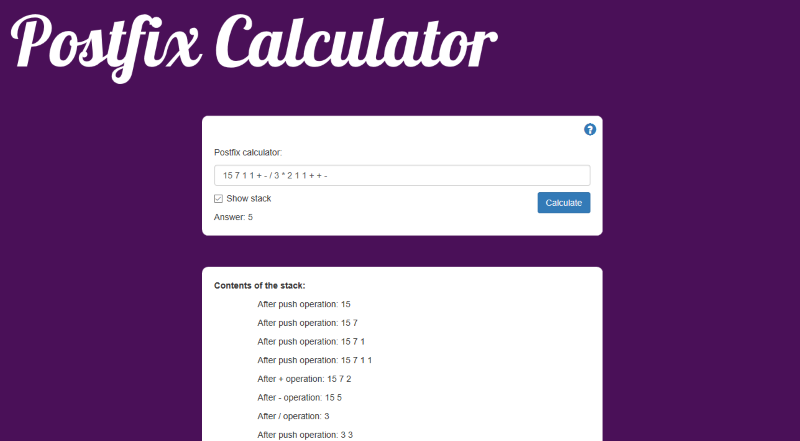 Postfix Calculator
Postfix calculator:
15 7 1 1 + - / 3 * 2 1 1 + + -
Show stack
Calculate
Answer: 5
Contents of the stack:
After push operation: 15
After push operation: 15 7
After push operation: 15 7 1
After push operation: 15 7 1 1
After + operation: 15 7 2
After - operation: 15 5
After / operation: 3
After push operation: 3 3